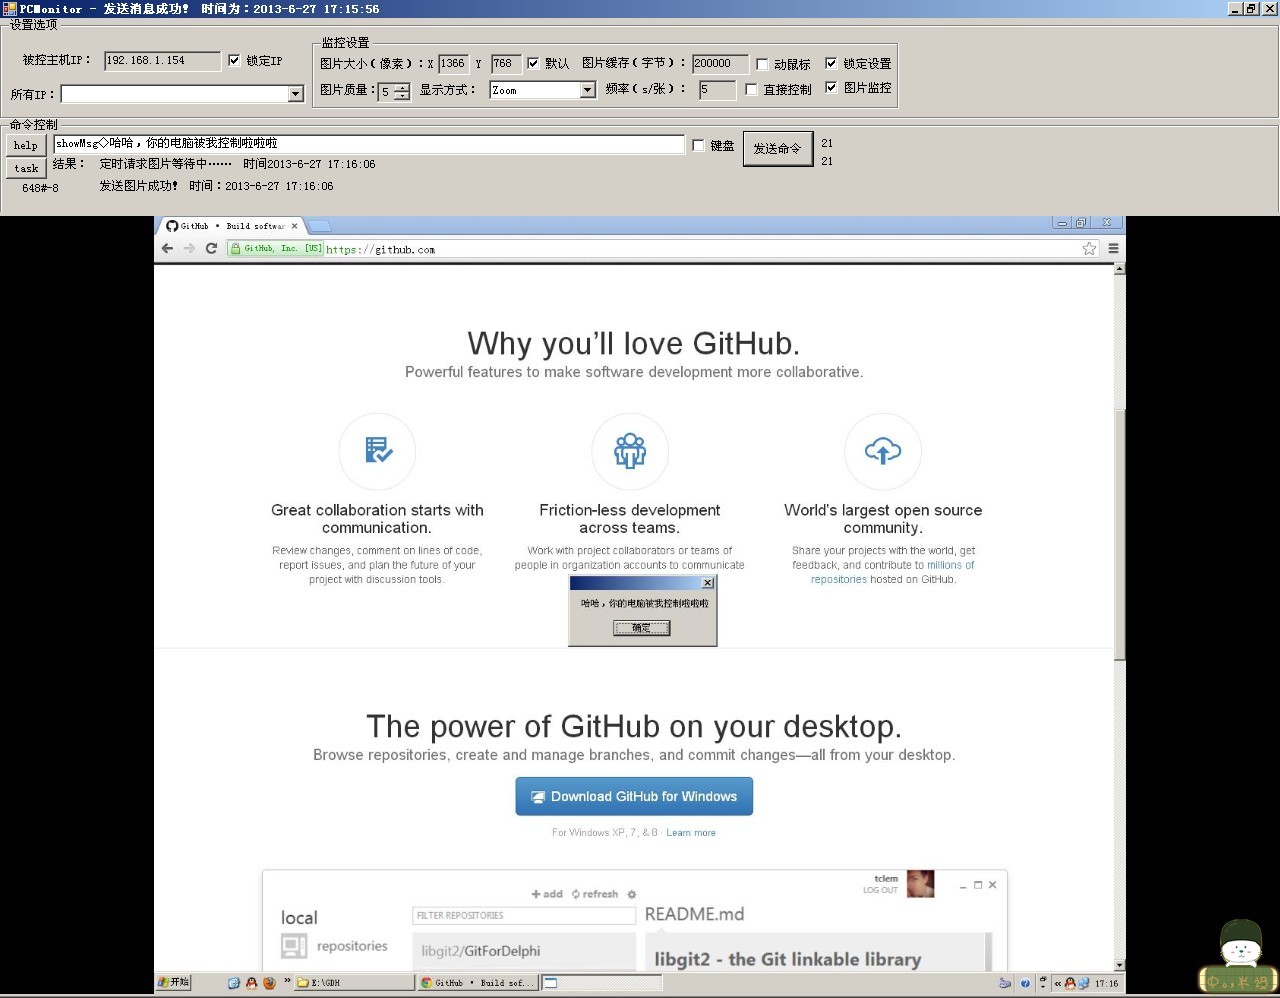 PCMonitor - 发送消息成功! 时间为：2013-6-27 17:15:56
设置选项
被控主机IP： 192.168.1.154 锁定IP
所有IP：
监控设置
图片大小(像素)：X 1366 Y 768 默认 图片缓存(字节)： 200000 动鼠标 锁定设置
图片质量： 5 显示方式： Zoom 频率(s/张)： 5 直接控制 图片监控
命令控制
help showMsg◇哈哈，你的电脑被我控制啦啦啦 键盘 发送命令 21
task 结果： 定时请求图片等待中…… 时间2013-6-27 17:16:06 21
648#-8 发送图片成功! 时间：2013-6-27 17:16:06
GitHub · Build softwar
GitHub, Inc. [US] https://github.com
Why you'll love GitHub.
Powerful features to make software development more collaborative.
Great collaboration starts with
communication.
Review changes, comment on lines of code,
report issues, and plan the future of your
project with discussion tools.
Friction-less development
across teams.
Work with project collaborators or teams of
people in organization accounts to communicate
World's largest open source
community.
Share your projects with the world, get
feedback, and contribute to millions of
repositories hosted on GitHub.
哈哈，你的电脑被我控制啦啦啦
确定
The power of GitHub on your desktop.
Browse repositories, create and manage branches, and commit changes—all from your desktop.
Download GitHub for Windows
For Windows XP, 7, & 8 · Learn more
tclem
LOG OUT
add refresh
local
FILTER REPOSITORIES
README.md
repositories
libgit2/GitForDelphi
libgit2 - the Git linkable library
开始 E:\GDH GitHub · Build sof... 17:16